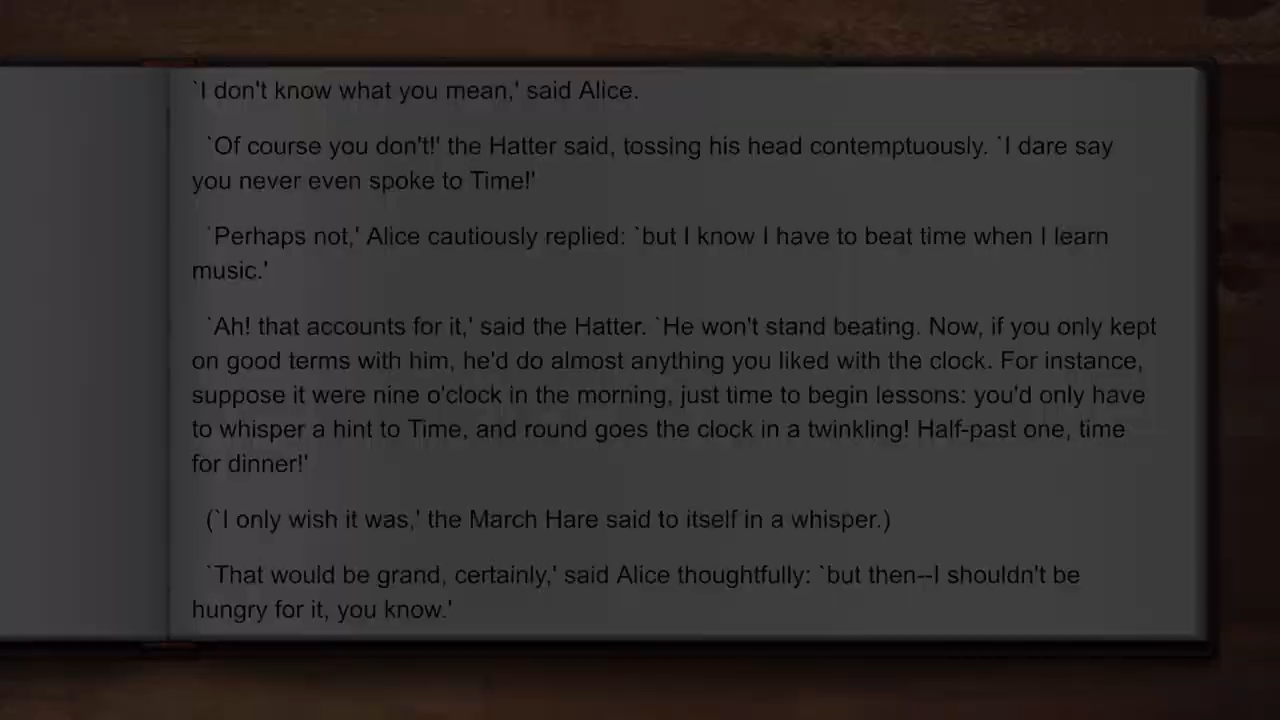 `I don't know what you mean,' said Alice.
`Of course you don't!' the Hatter said, tossing his head contemptuously. `I dare say
you never even spoke to Time!'
`Perhaps not,' Alice cautiously replied: `but I know I have to beat time when I learn
music.'
`Ah! that accounts for it,' said the Hatter. `He won't stand beating. Now, if you only kept
on good terms with him, he'd do almost anything you liked with the clock. For instance,
suppose it were nine o'clock in the morning, just time to begin lessons: you'd only have
to whisper a hint to Time, and round goes the clock in a twinkling! Half-past one, time
for dinner!'
(`I only wish it was,' the March Hare said to itself in a whisper.)
`That would be grand, certainly,' said Alice thoughtfully: `but then--I shouldn't be
hungry for it, you know.'